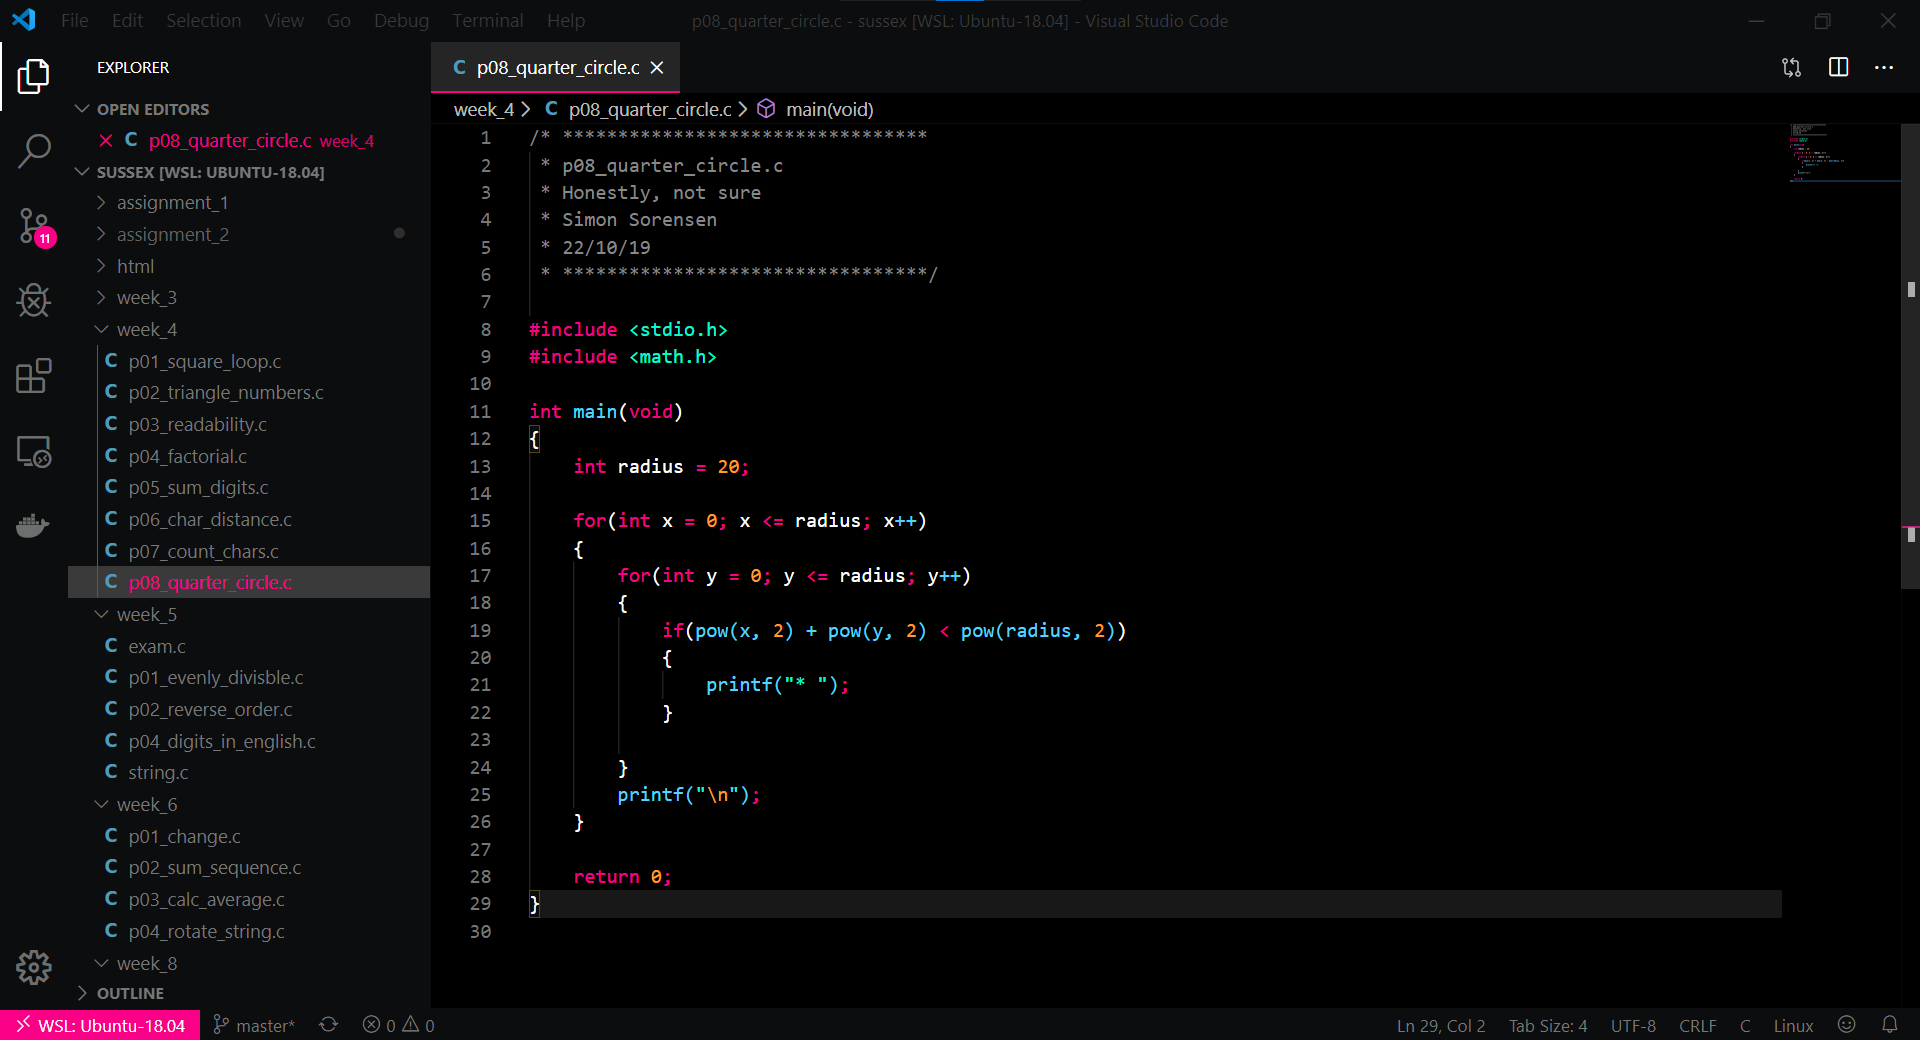 File Edit Selection View Go Debug Terminal Help p08_quarter_circle.c - sussex [WSL: Ubuntu-18.04] - Visual Studio Code
EXPLORER
OPEN EDITORS
C p08_quarter_circle.c week_4
SUSSEX [WSL: UBUNTU-18.04]
assignment_1
assignment_2
html
week_3
week_4
C p01_square_loop.c
C p02_triangle_numbers.c
C p03_readability.c
C p04_factorial.c
C p05_sum_digits.c
C p06_char_distance.c
C p07_count_chars.c
C p08_quarter_circle.c
week_5
C exam.c
C p01_evenly_divisble.c
C p02_reverse_order.c
C p04_digits_in_english.c
C string.c
week_6
C p01_change.c
C p02_sum_sequence.c
C p03_calc_average.c
C p04_rotate_string.c
week_8
OUTLINE
11
C p08_quarter_circle.c
week_4 > C p08_quarter_circle.c > main(void)
1 /* *********************************
2 * p08_quarter_circle.c
3 * Honestly, not sure
4 * Simon Sorensen
5 * 22/10/19
6 * *********************************/
7
8 #include <stdio.h>
9 #include <math.h>
10
11 int main(void)
12 {
13 int radius = 20;
14
15 for(int x = 0; x <= radius; x++)
16 {
17 for(int y = 0; y <= radius; y++)
18 {
19 if(pow(x, 2) + pow(y, 2) < pow(radius, 2))
20 {
21 printf("* ");
22 }
23
24 }
25 printf("\n");
26 }
27
28 return 0;
29 }
30
WSL: Ubuntu-18.04 master* 0 0 Ln 29, Col 2 Tab Size: 4 UTF-8 CRLF C Linux